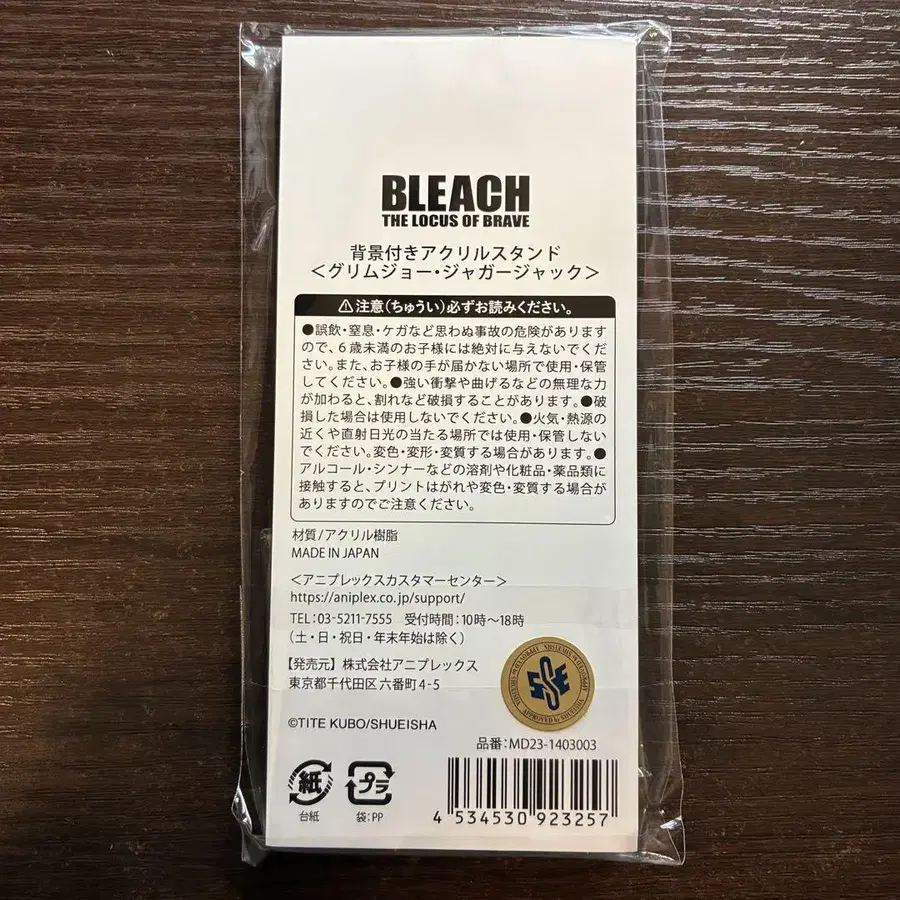 BLEACH
THE LOCUS OF BRAVE
背景付きアクリルスタンド
＜グリムジョー・ジャガージャック＞
⚠注意（ちゅうい）必ずお読みください。
●誤飲・窒息・ケガなど思わぬ事故の危険があります
ので、6歳未満のお子様には絶対に与えないでくだ
さい。また、お子様の手が届かない場所で使用・保管
してください。●強い衝撃や曲げるなどの無理な力
が加わると、割れなど破損することがあります。●破
損した場合は使用しないでください。●火気・熱源の
近くや直射日光の当たる場所では使用・保管しない
でください。変色・変形・変質する場合があります。●
アルコール・シンナーなどの溶剤や化粧品・薬品類に
接触すると、プリントはがれや変色・変質する場合が
ありますのでご注意ください。
材質/アクリル樹脂
MADE IN JAPAN
＜アニプレックスカスタマーセンター＞
https://aniplex.co.jp/support/
TEL:03-5211-7555 受付時間:10時～18時
（土・日・祝日・年末年始は除く）
【発売元】株式会社アニプレックス
東京都千代田区六番町4-5
APPROVED by SHUEISHA
©TITE KUBO/SHUEISHA
品番:MD23-1403003
紙
台紙
プラ
袋:PP
4 534530 923257